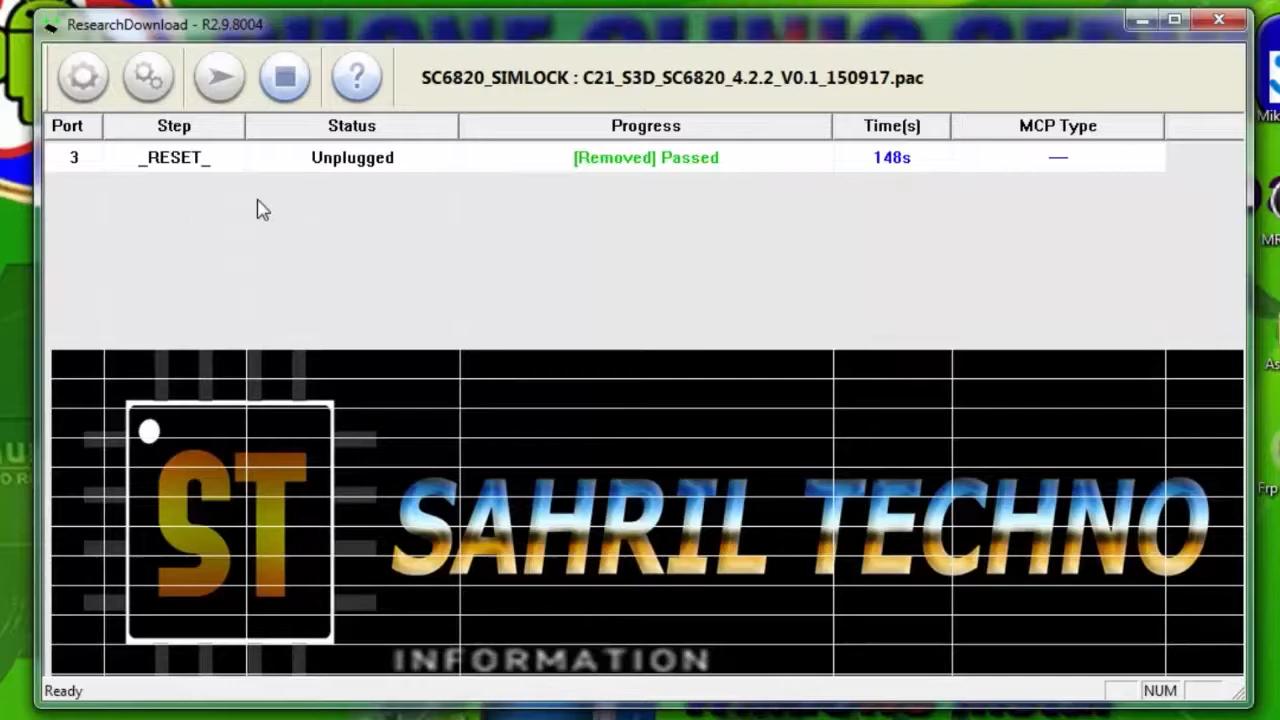 ResearchDownload - R2.9.8004
SC6820_SIMLOCK : C21_S3D_SC6820_4.2.2_V0.1_150917.pac
Port Step Status Progress Time(s) MCP Type
3 _RESET_ Unplugged [Removed] Passed 148s —
ST SAHRIL TECHNO
INFORMATION
Ready NUM